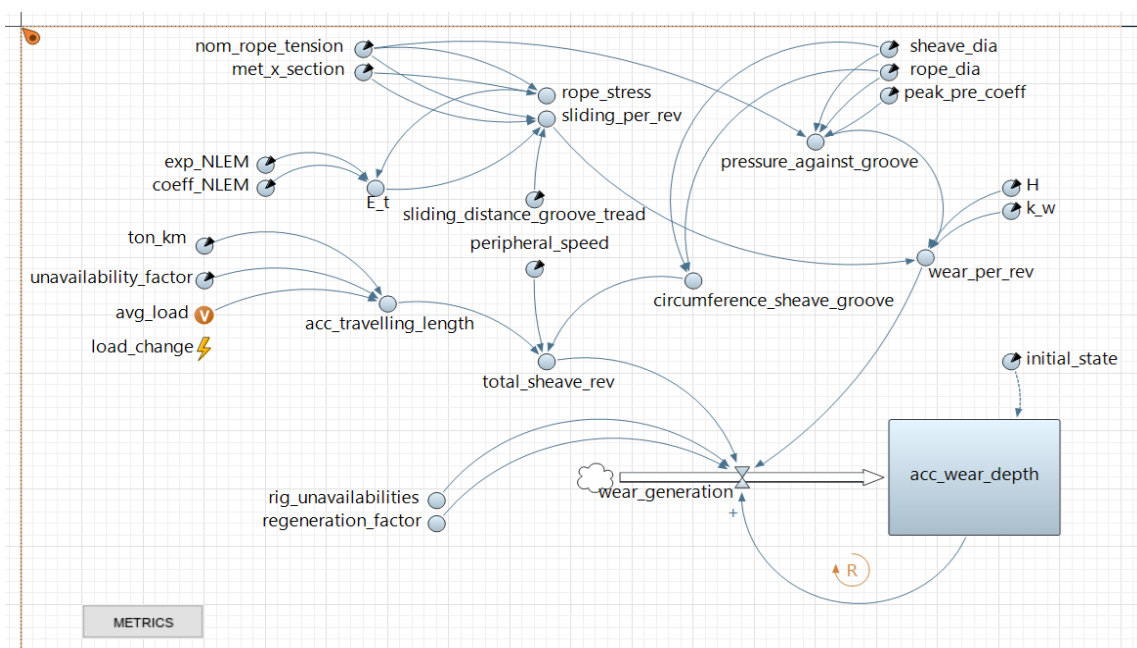 nom_rope_tension
met_x_section
rope_stress
sliding_per_rev
sheave_dia
rope_dia
peak_pre_coeff
pressure_against_groove
exp_NLEM
coeff_NLEM
E_t
sliding_distance_groove_tread
H
k_w
ton_km
peripheral_speed
unavailability_factor
wear_per_rev
avg_load
V
circumference_sheave_groove
acc_travelling_length
load_change
total_sheave_rev
initial_state
acc_wear_depth
wear_generation
+
rig_unavailabilities
regeneration_factor
R
METRICS